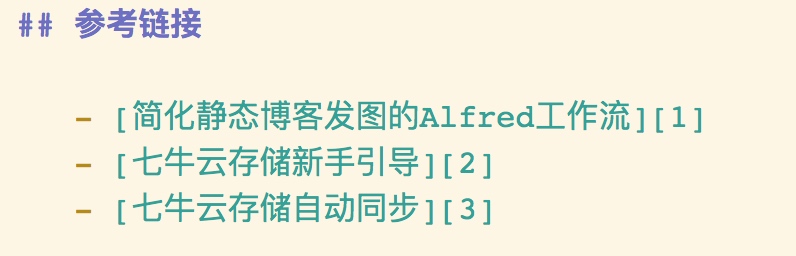 ## 参考链接
- [简化静态博客发图的Alfred工作流][1]
- [七牛云存储新手引导][2]
- [七牛云存储自动同步][3]